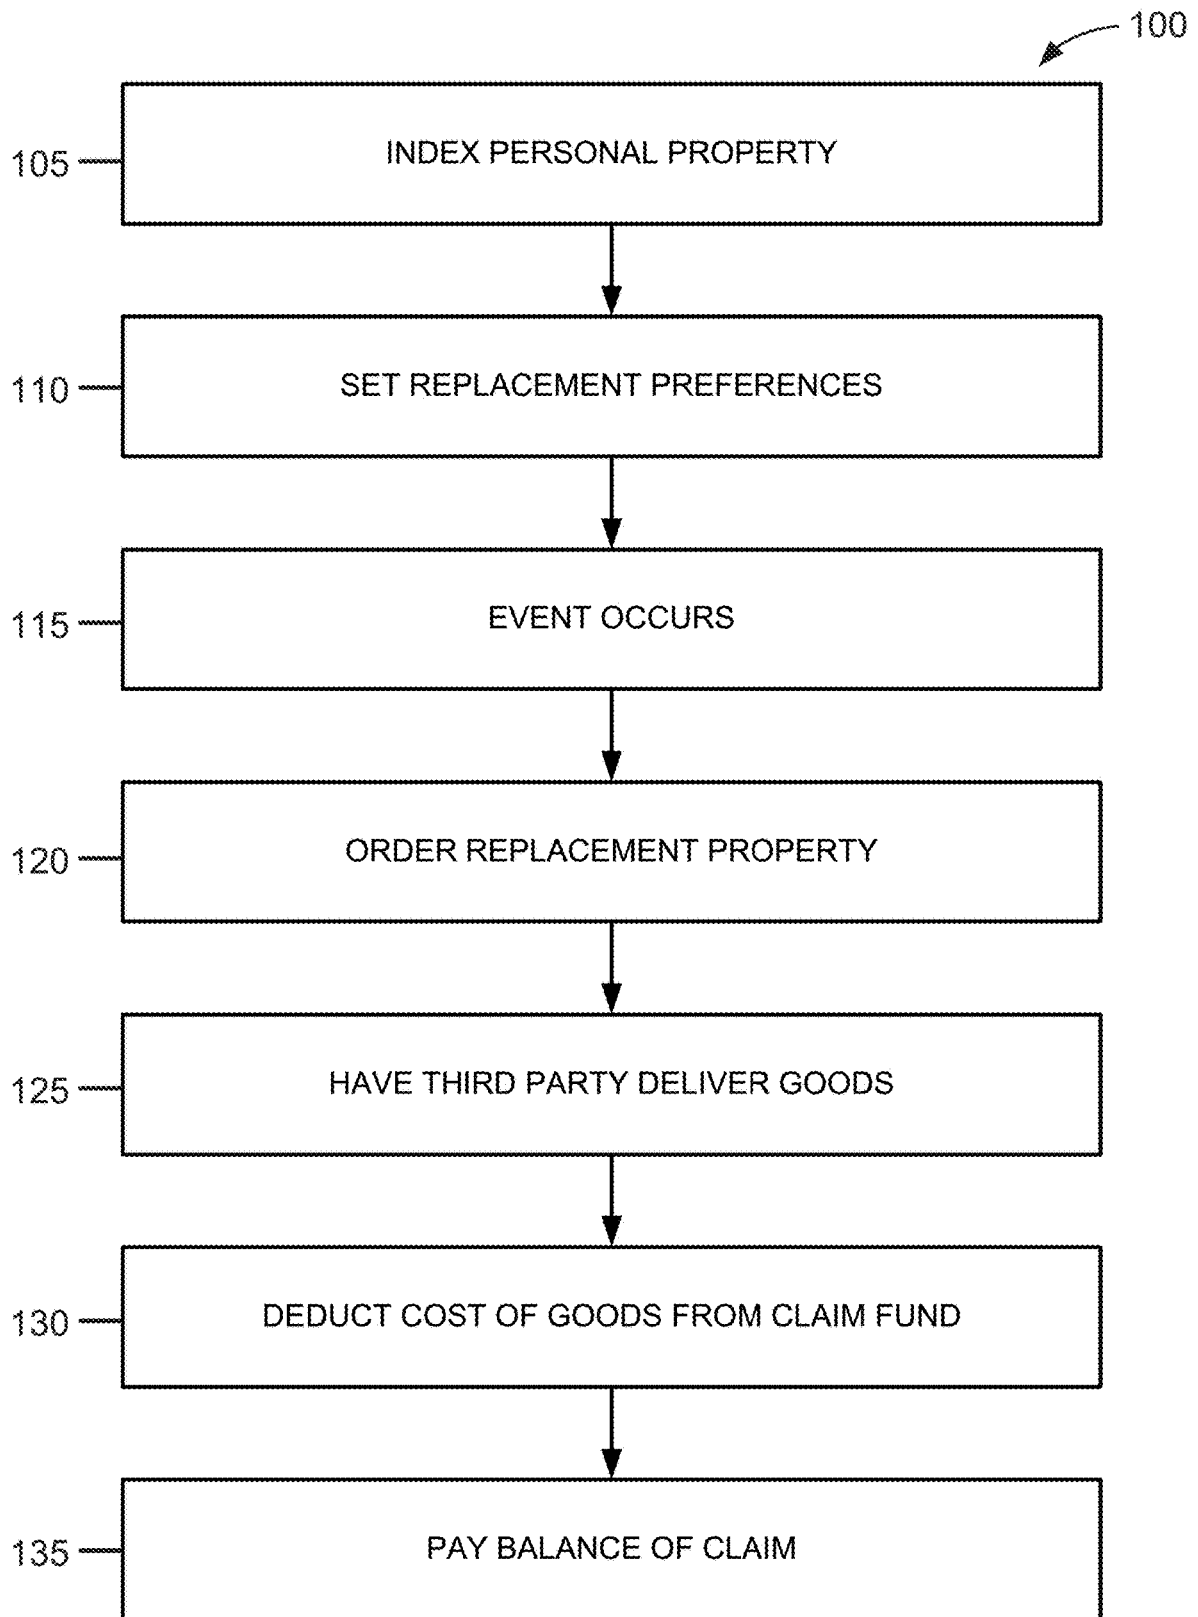 100
105
INDEX PERSONAL PROPERTY
110
SET REPLACEMENT PREFERENCES
115
EVENT OCCURS
120
ORDER REPLACEMENT PROPERTY
125
HAVE THIRD PARTY DELIVER GOODS
130
DEDUCT COST OF GOODS FROM CLAIM FUND
135
PAY BALANCE OF CLAIM